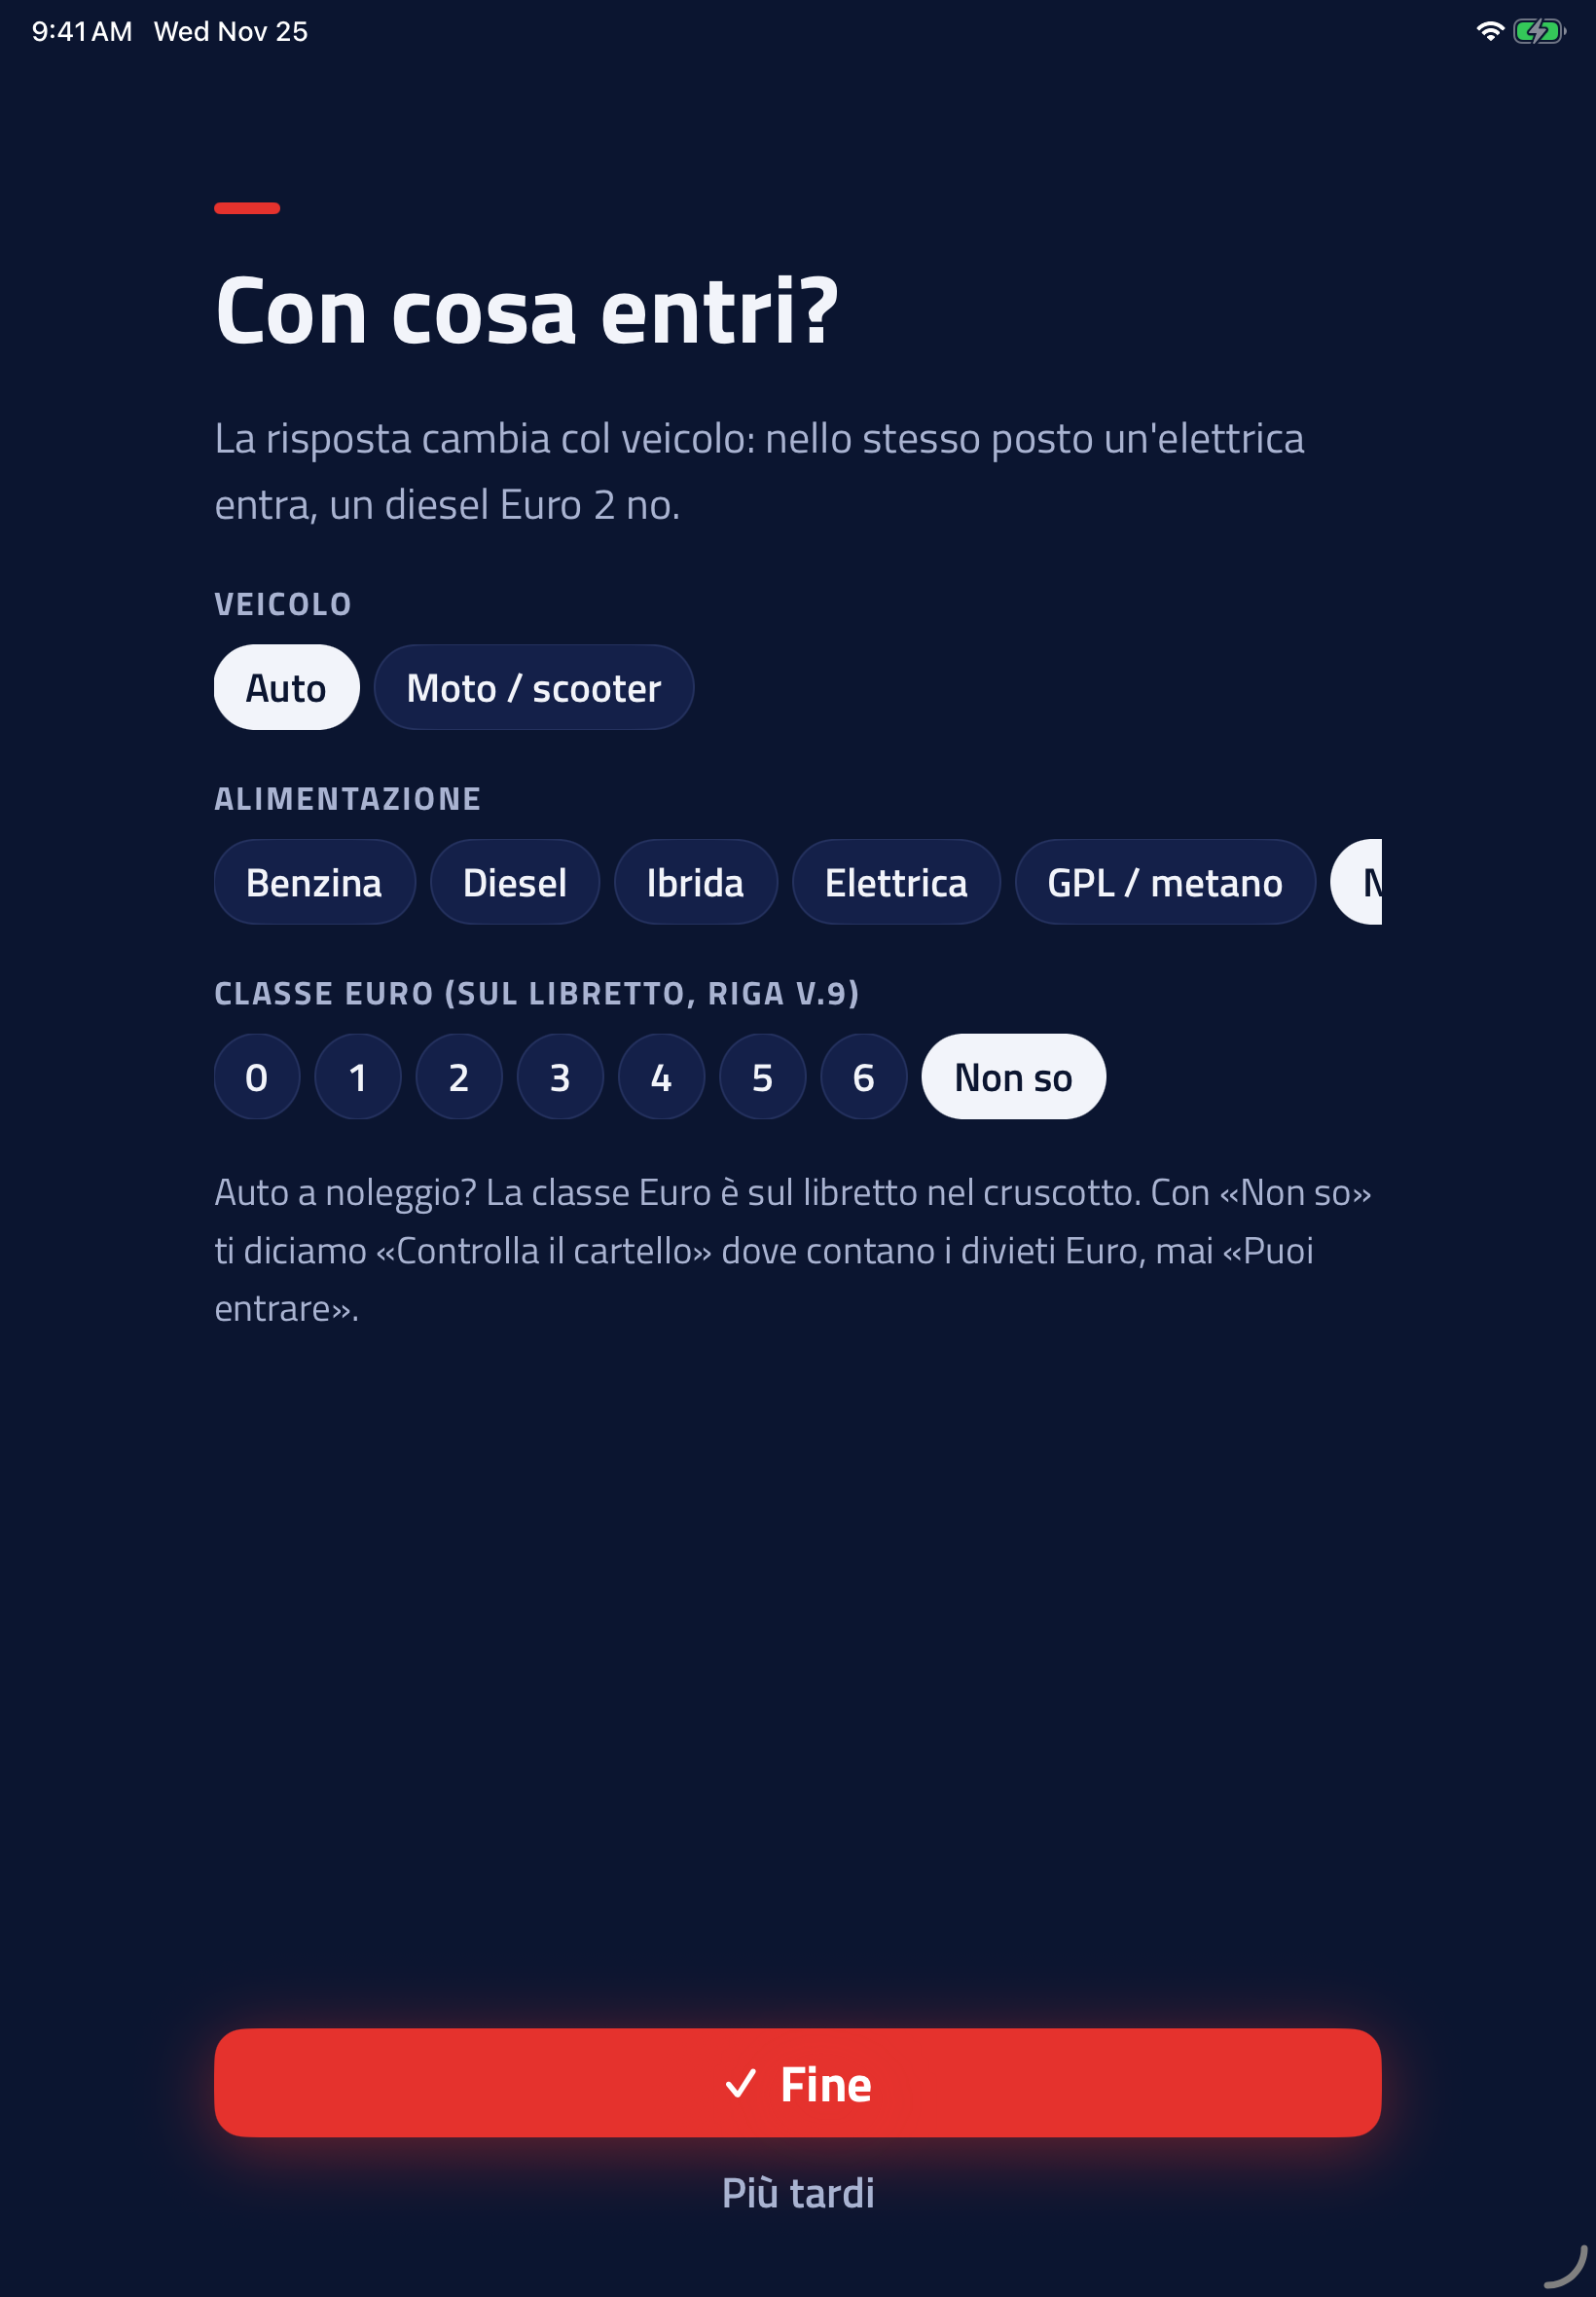 9:41 AM Wed Nov 25
Con cosa entri?
La risposta cambia col veicolo: nello stesso posto un'elettrica
entra, un diesel Euro 2 no.
VEICOLO
Auto Moto / scooter
ALIMENTAZIONE
Benzina Diesel Ibrida Elettrica GPL / metano
CLASSE EURO (SUL LIBRETTO, RIGA V.9)
0 1 2 3 4 5 6 Non so
Auto a noleggio? La classe Euro è sul libretto nel cruscotto. Con «Non so»
ti diciamo «Controlla il cartello» dove contano i divieti Euro, mai «Puoi
entrare».
Fine
Più tardi